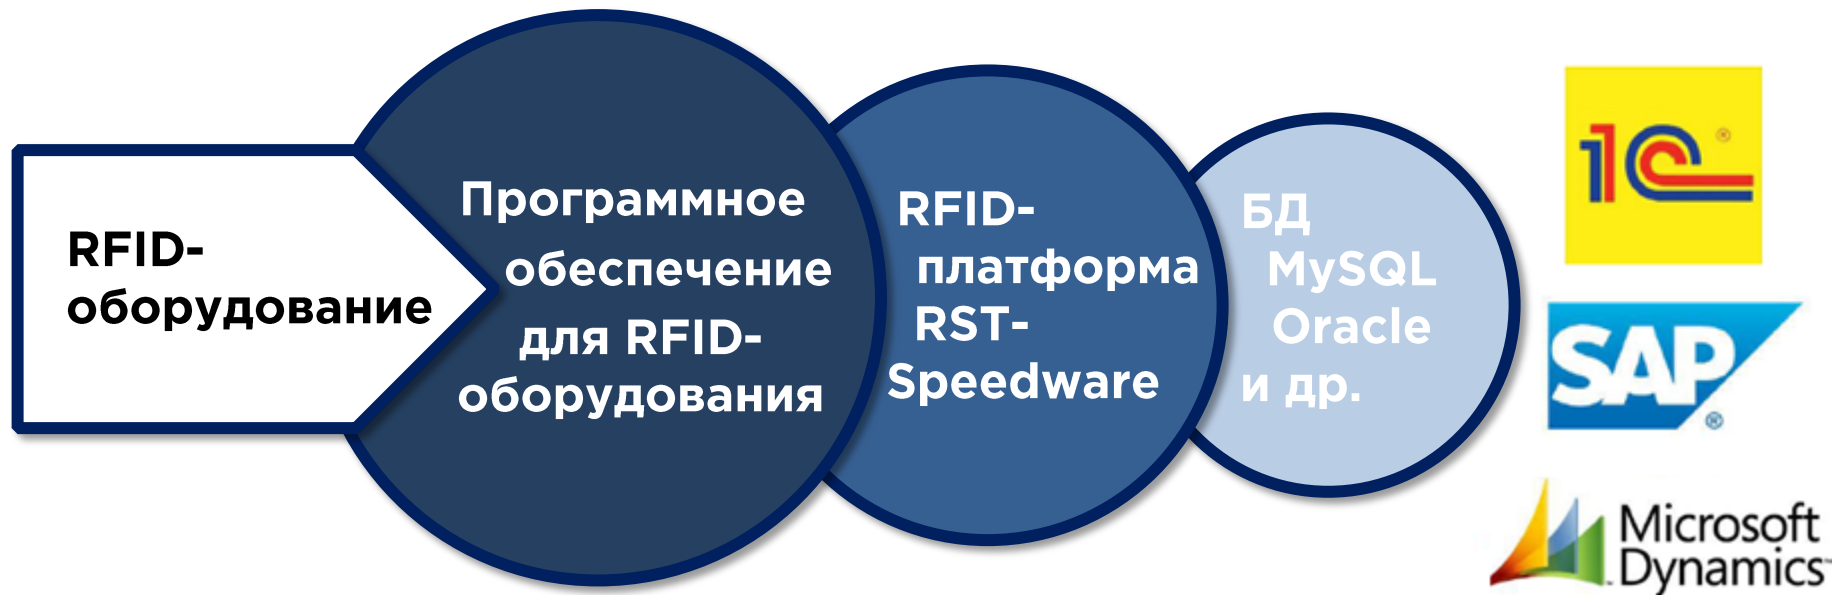 RFID-
оборудование
Программное
обеспечение
для RFID-
оборудования
RFID-
платформа
RST-
Speedware
БД
MySQL
Oracle
и др.
1С®
SAP®
Microsoft
Dynamics